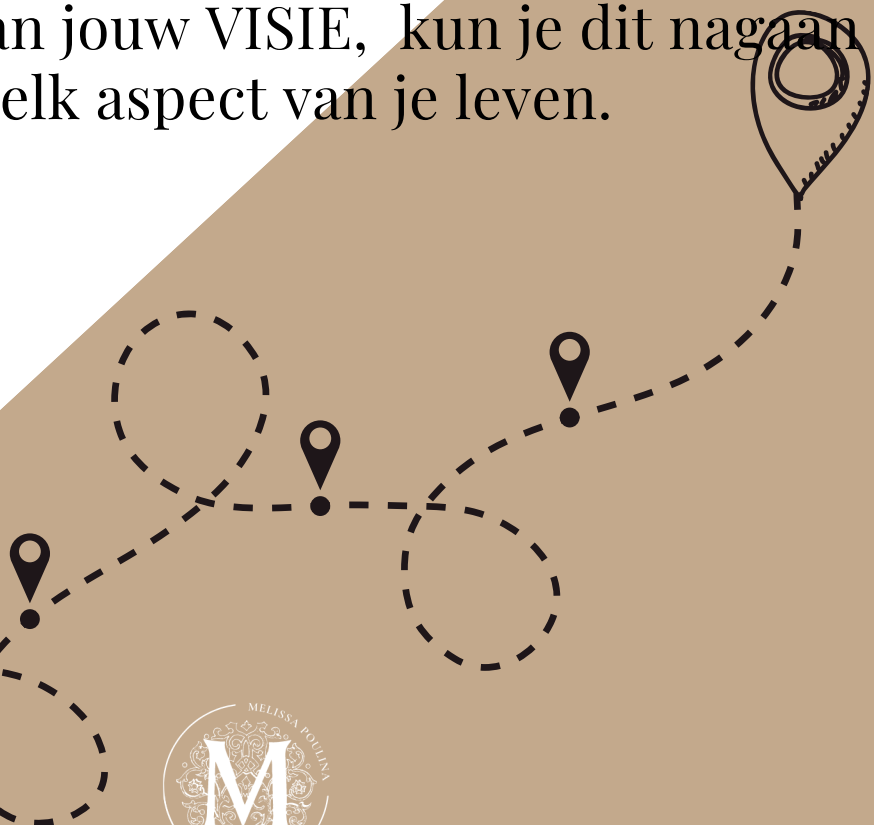 an jouw VISIE, kun je dit nagaan
elk aspect van je leven.
MELISSA POULINA
M